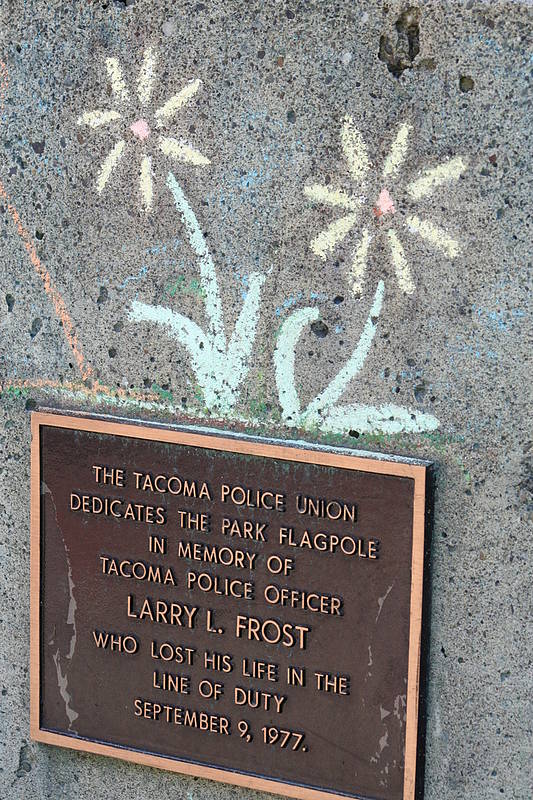 THE TACOMA POLICE UNION
DEDICATES THE PARK FLAGPOLE
IN MEMORY OF
TACOMA POLICE OFFICER
LARRY L. FROST
WHO LOST HIS LIFE IN THE
LINE OF DUTY
SEPTEMBER 9, 1977.